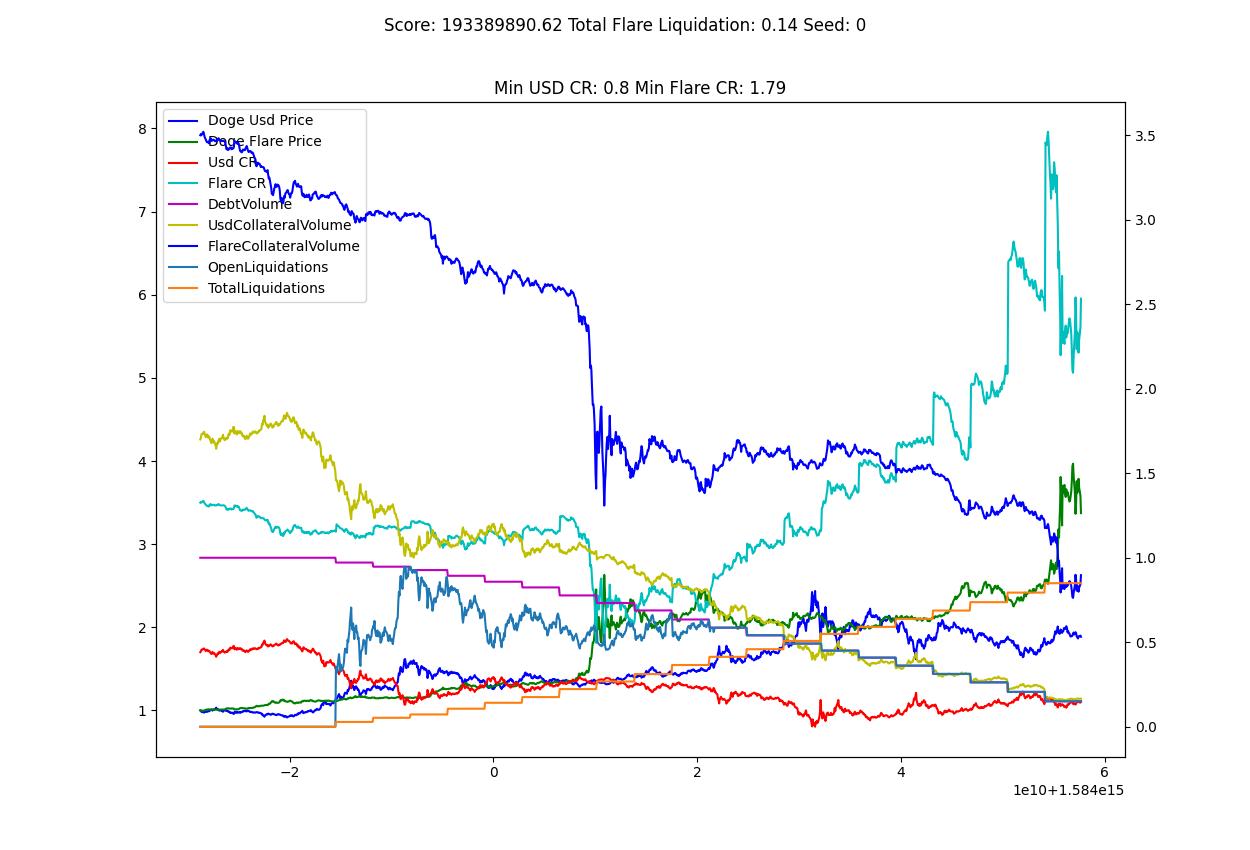 Score: 193389890.62 Total Flare Liquidation: 0.14 Seed: 0
Min USD CR: 0.8 Min Flare CR: 1.79
Doge Usd Price
Doge Flare Price
Usd CR
Flare CR
DebtVolume
UsdCollateralVolume
FlareCollateralVolume
OpenLiquidations
TotalLiquidations
8
7
6
5
4
3
2
1
3.5
3.0
2.5
2.0
1.5
1.0
0.5
0.0
−2
0
2
4
6
1e10+1.584e15